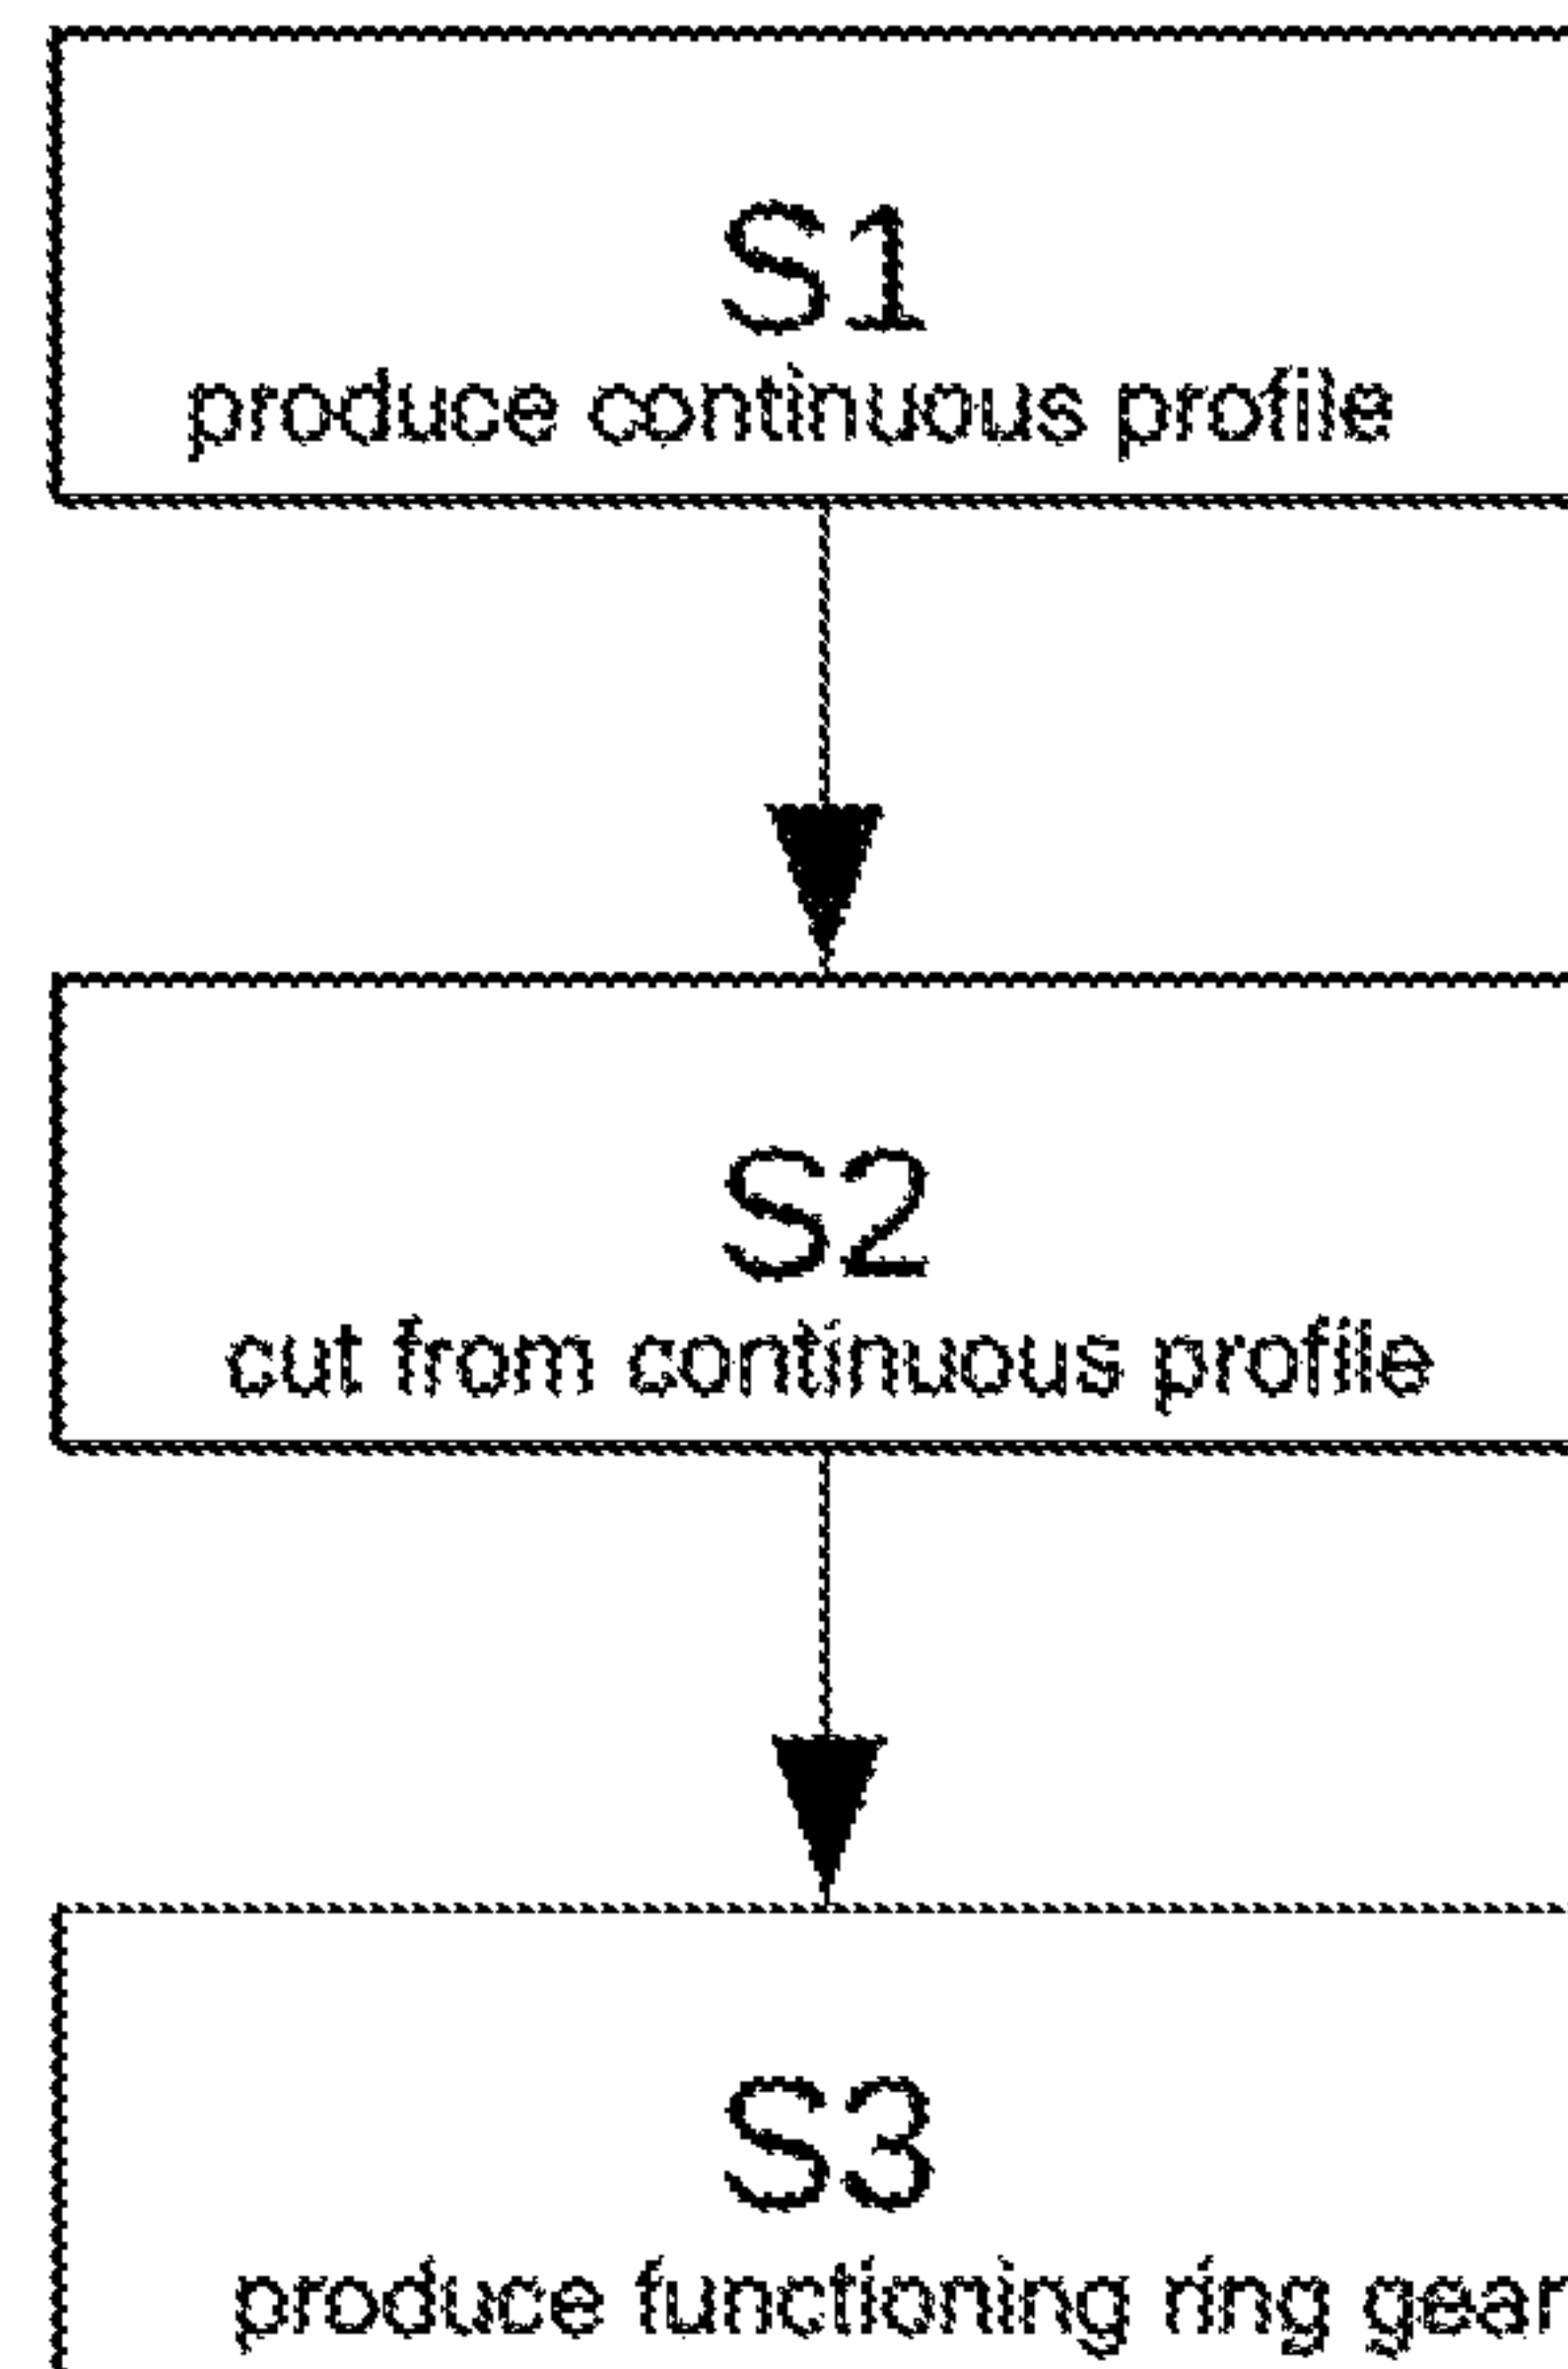 S1
produce continuous profile
S2
cut from continuous profile
S3
produce functioning ring gear